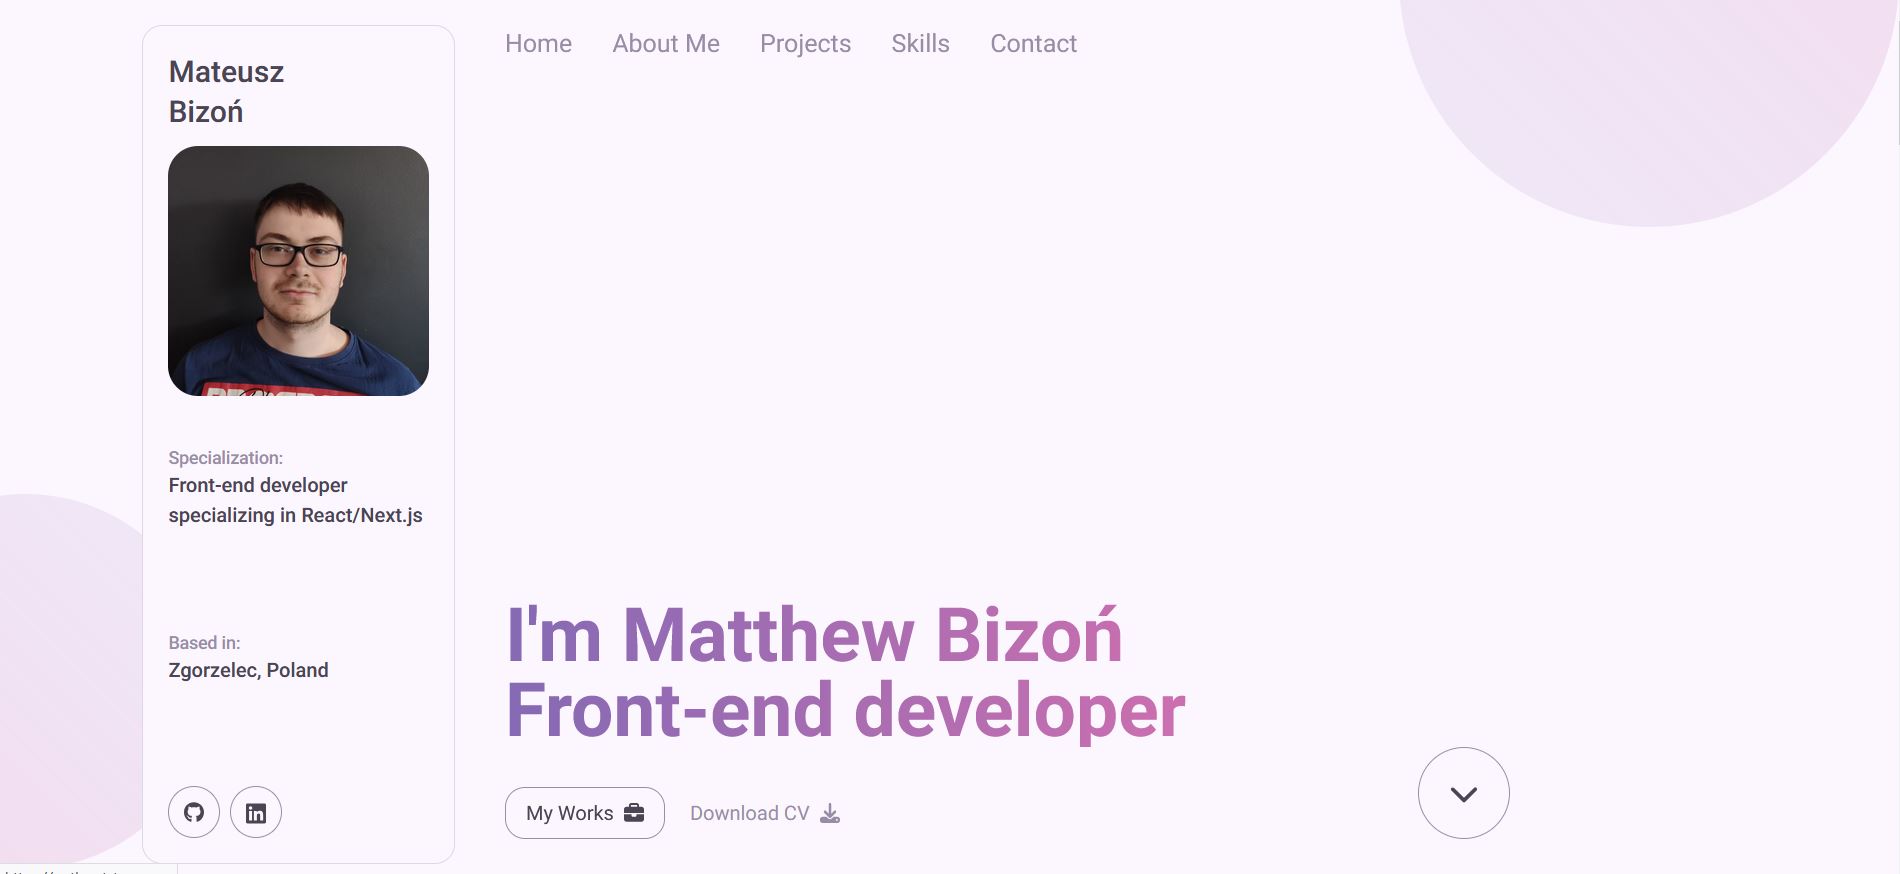 Mateusz
Bizoń
Specialization:
Front-end developer
specializing in React/Next.js
Based in:
Zgorzelec, Poland
Home About Me Projects Skills Contact
I'm Matthew Bizoń
Front-end developer
My Works Download CV